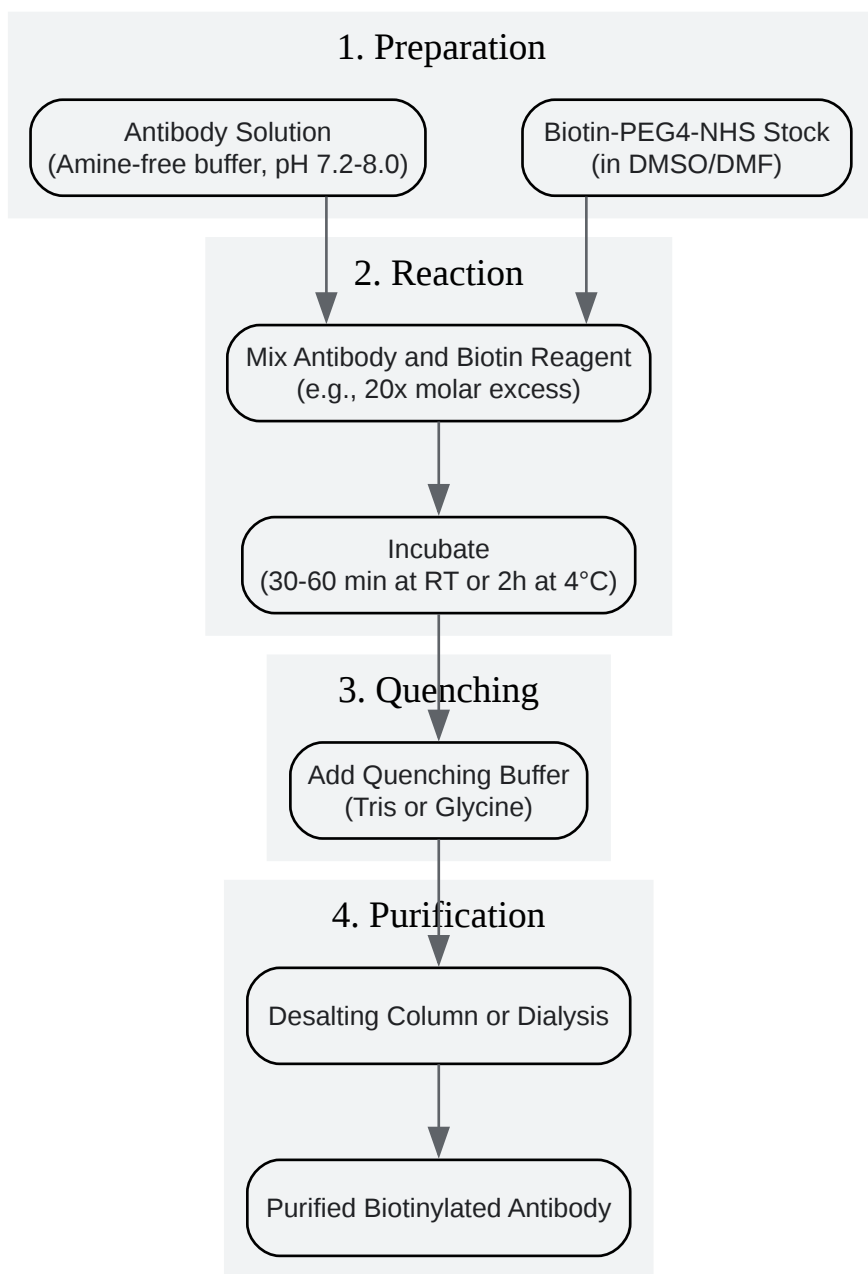 1. Preparation
Antibody Solution
(Amine-free buffer, pH 7.2-8.0)
Biotin-PEG4-NHS Stock
(in DMSO/DMF)
2. Reaction
Mix Antibody and Biotin Reagent
(e.g., 20x molar excess)
Incubate
(30-60 min at RT or 2h at 4°C)
3. Quenching
Add Quenching Buffer
(Tris or Glycine)
4. Purification
Desalting Column or Dialysis
Purified Biotinylated Antibody